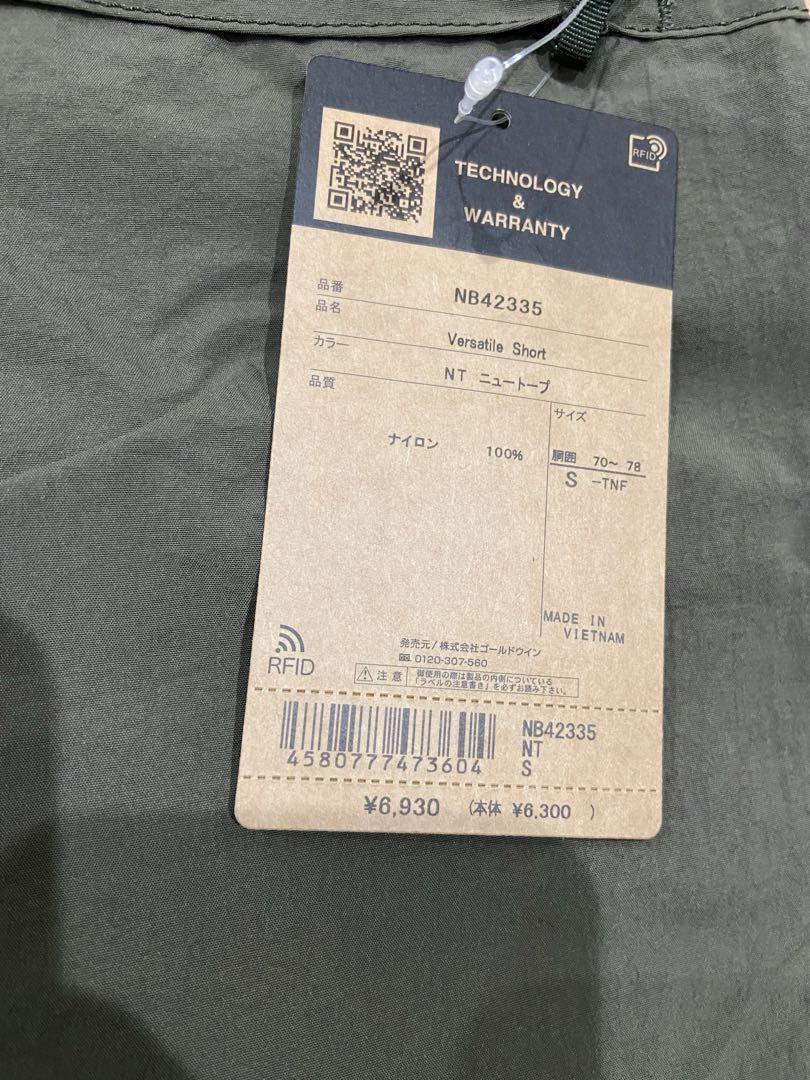 RFID
TECHNOLOGY
&
WARRANTY
品番 NB42335
品名 Versatile Short
カラー NT ニュートープ
品質
サイズ
ナイロン 100%
胴囲 70~ 78
S -TNF
MADE IN
VIETNAM
RFID
発売元/株式会社ゴールドウイン
0120-307-560
注意
御使用の際は製品の内側についている
「ラベルの注意書き」を必ずお読み下さい。
4580777473604
NB42335
NT
S
¥6,930 (本体 ¥6,300 )